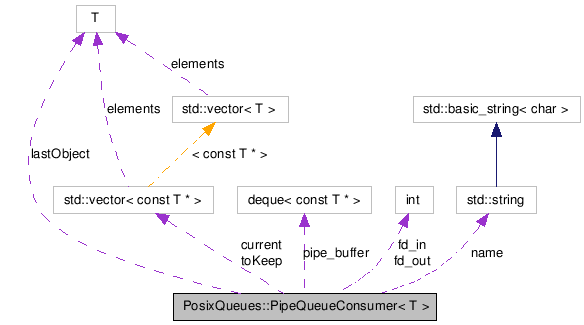 T
elements
std::vector< T >
std::basic_string< char >
elements
lastObject
< const T * >
std::vector< const T * >
deque< const T * >
int
std::string
current
toKeep
pipe_buffer
fd_in
fd_out
name
PosixQueues::PipeQueueConsumer< T >